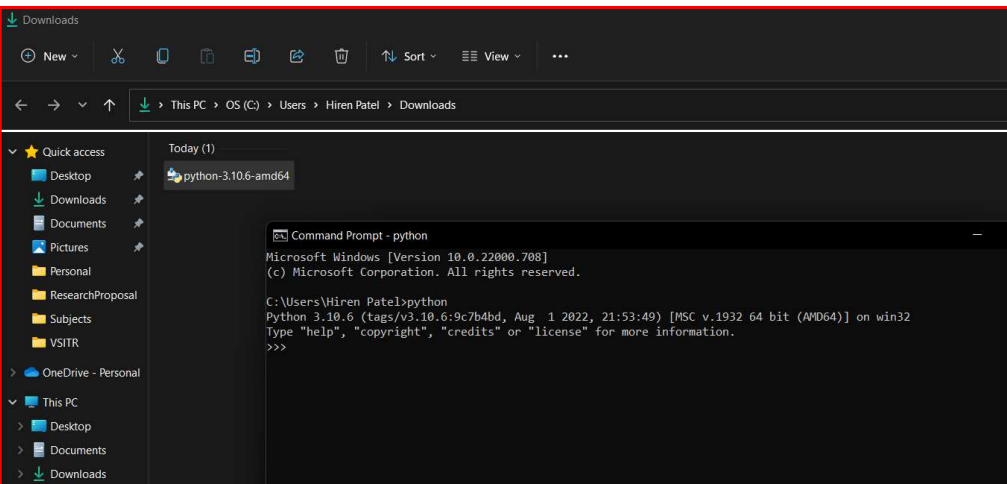 Downloads
New
Sort
View
This PC > OS (C:) > Users > Hiren Patel > Downloads
Quick access
Desktop
Downloads
Documents
Pictures
Personal
ResearchProposal
Subjects
VSITR
OneDrive - Personal
This PC
Desktop
Documents
Downloads
Today (1)
python-3.10.6-amd64
Command Prompt - python
Microsoft Windows [Version 10.0.22000.708]
(c) Microsoft Corporation. All rights reserved.
C:\Users\Hiren Patel>python
Python 3.10.6 (tags/v3.10.6:9c7b4bd, Aug  1 2022, 21:53:49) [MSC v.1932 64 bit (AMD64)] on win32
Type "help", "copyright", "credits" or "license" for more information.
>>>